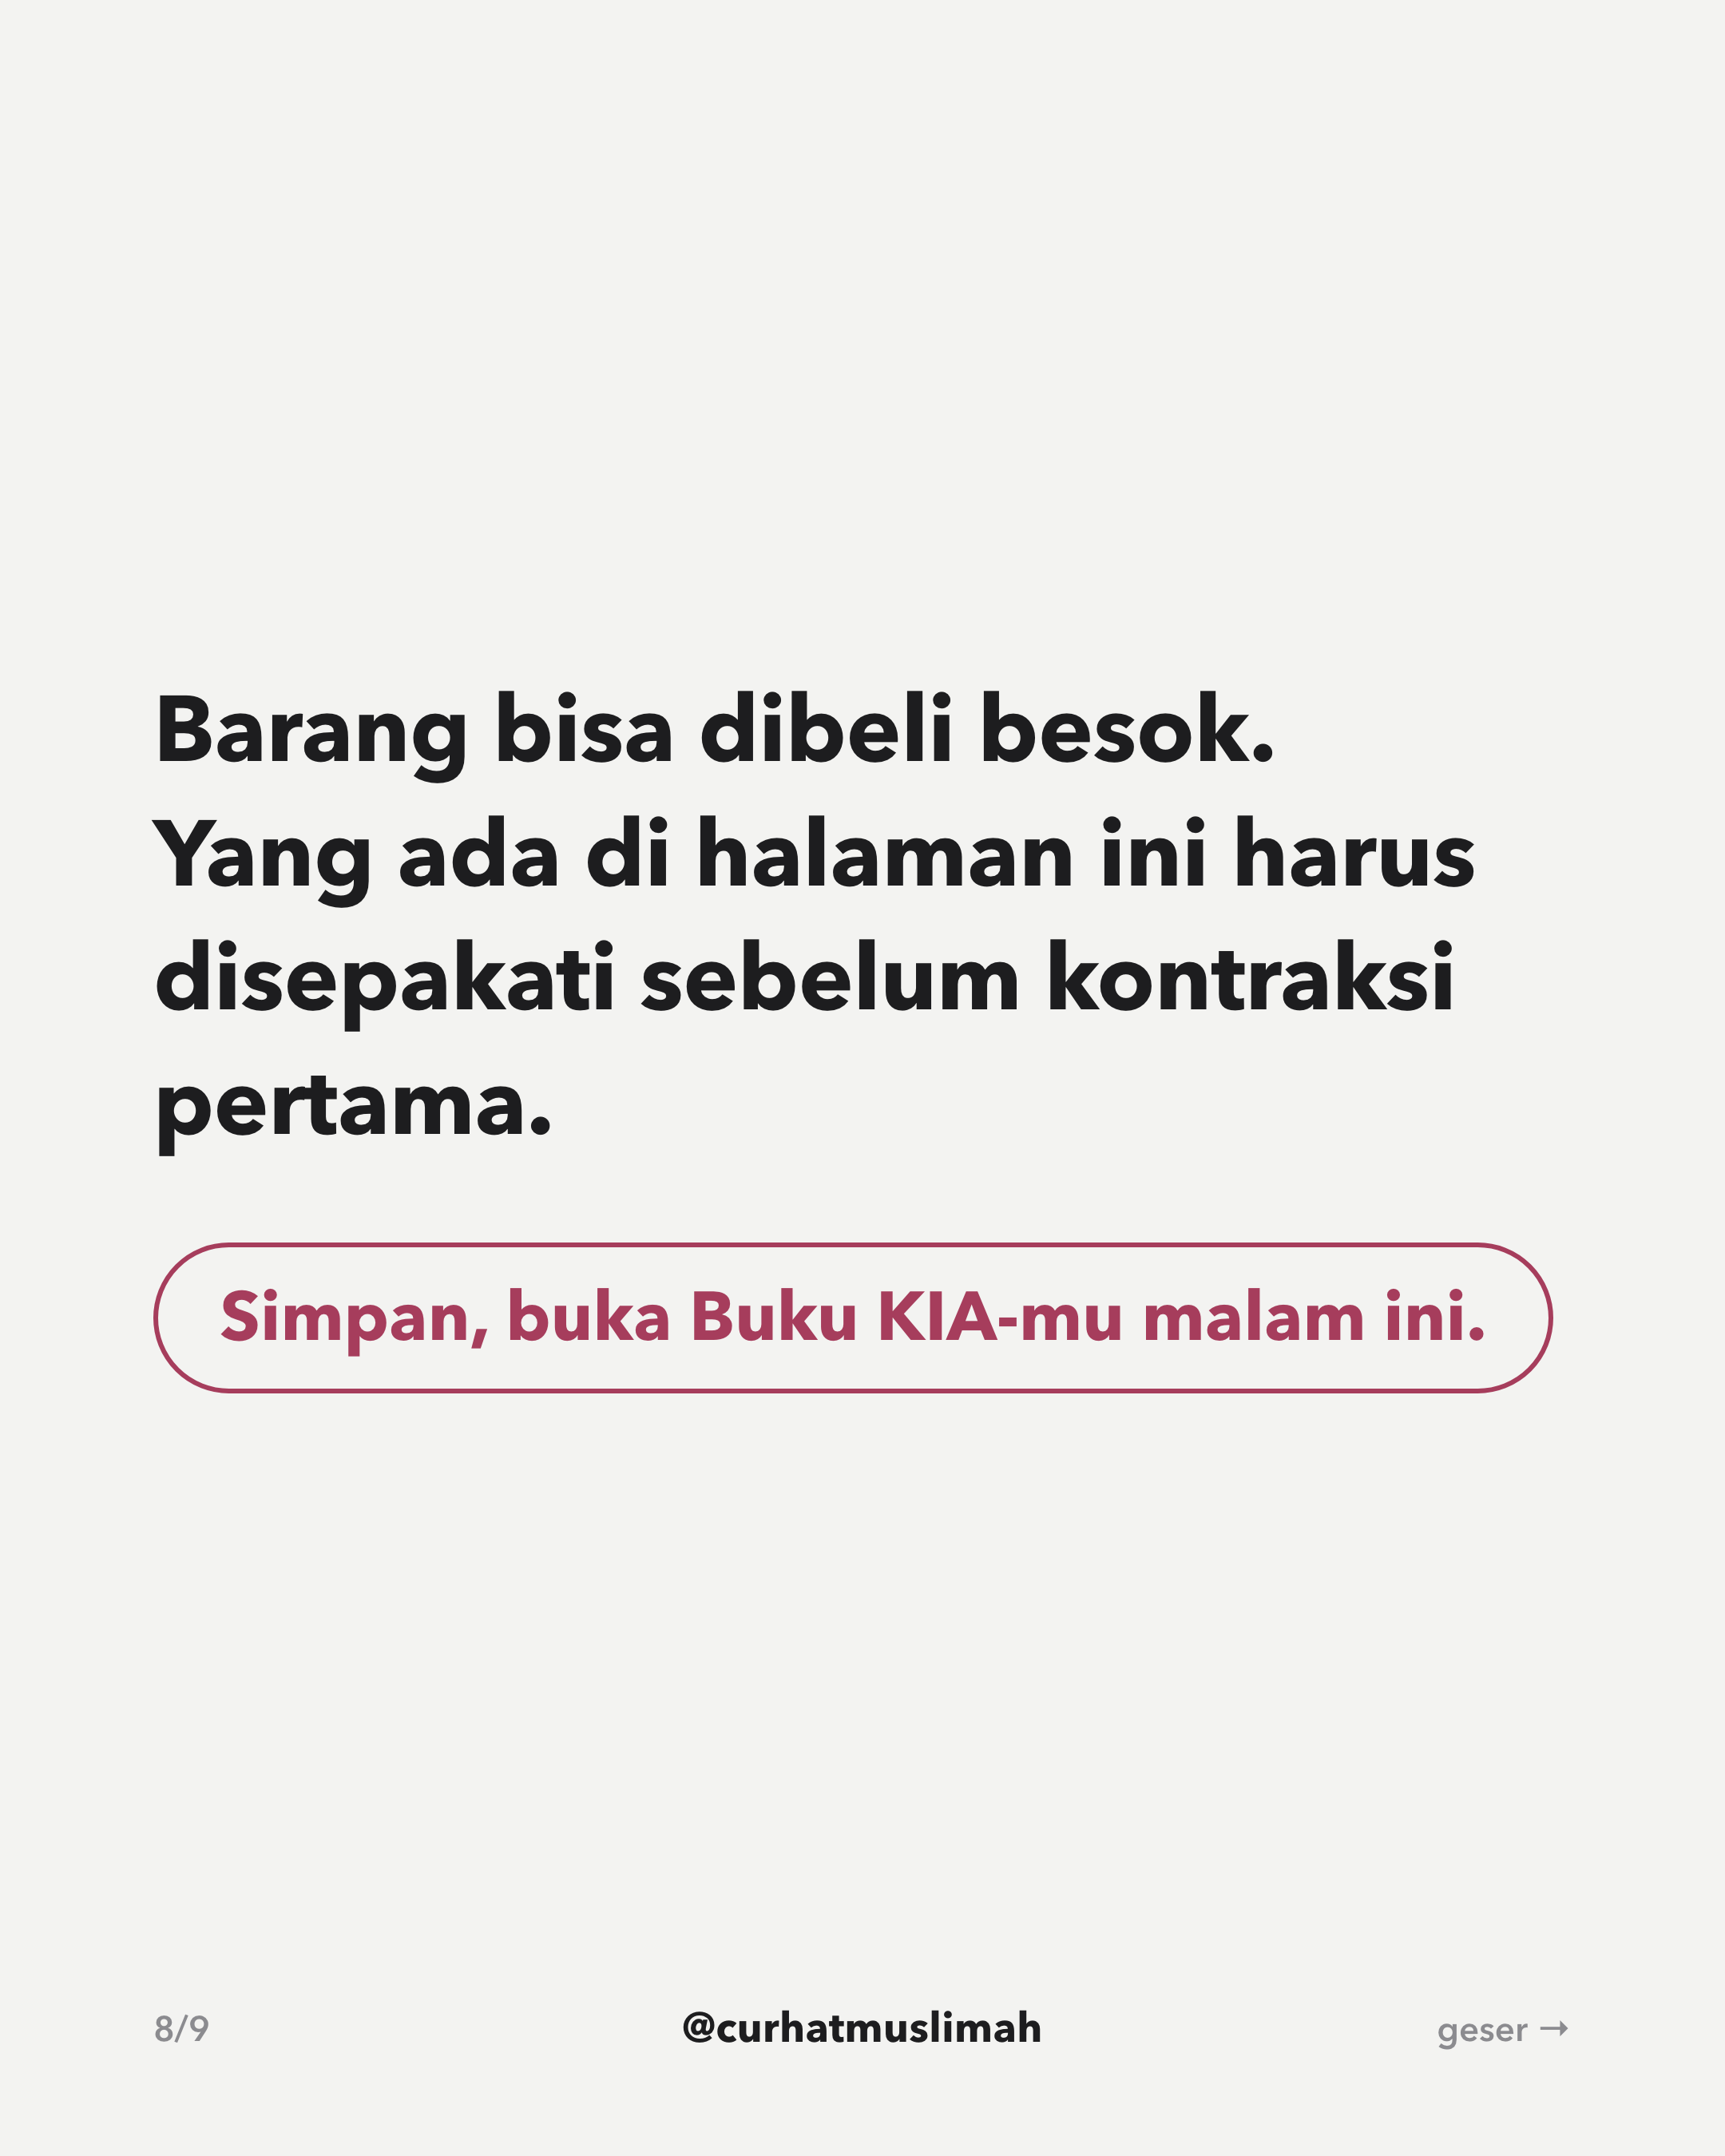 Barang bisa dibeli besok.
Yang ada di halaman ini harus
disepakati sebelum kontraksi
pertama.
Simpan, buka Buku KIA-mu malam ini.
8/9
@curhatmuslimah
geser →